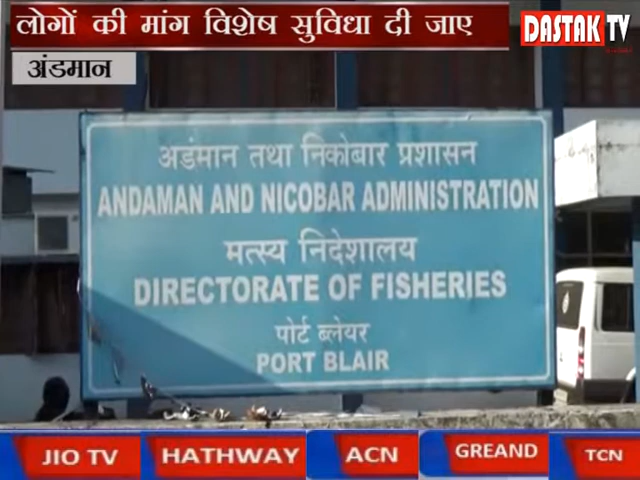 लोगों की मांग विशेष सुविधा दी जाए
DASTAK TV
अंडमान
अडंमान तथा निकोबार प्रशासन
ANDAMAN AND NICOBAR ADMINISTRATION
मत्स्य निदेशालय
DIRECTORATE OF FISHERIES
पोर्ट ब्लेयर
PORT BLAIR
JIO TV HATHWAY ACN GREAND TCN